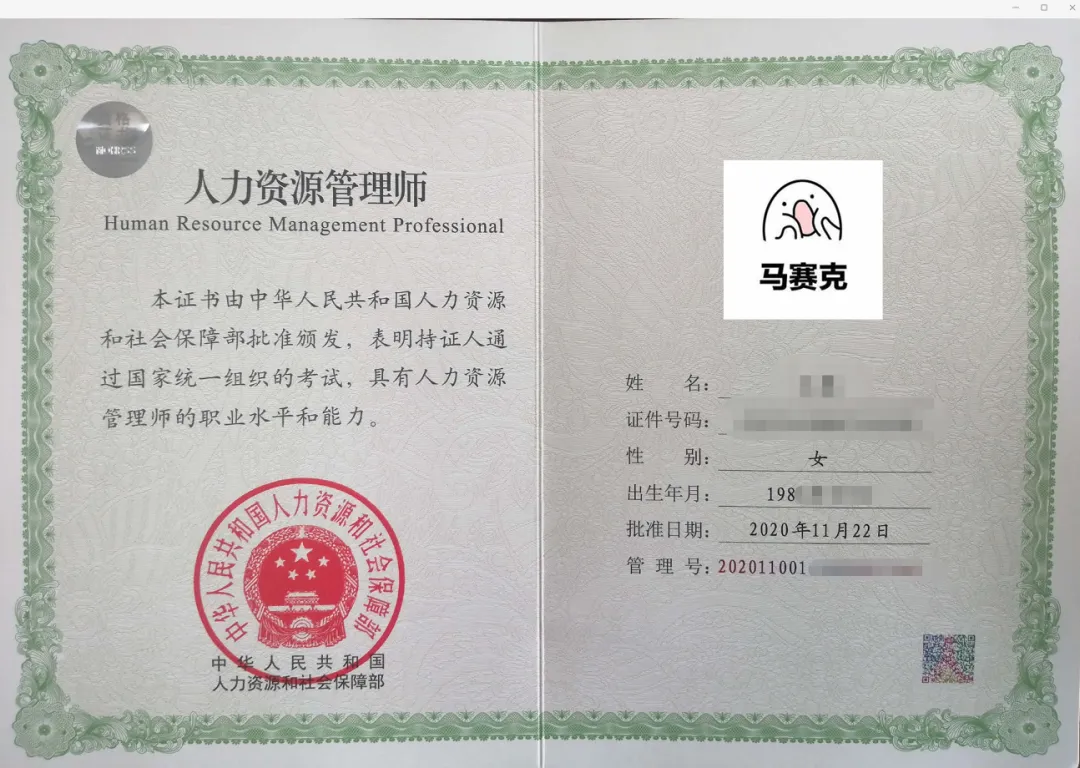 人力资源管理师
Human Resource Management Professional
本证书由中华人民共和国人力资源
和社会保障部批准颁发，表明持证人通
过国家统一组织的考试，具有人力资源
管理师的职业水平和能力。
中华人民共和国人力资源和社会保障部
中华人民共和国
人力资源和社会保障部
马赛克
姓 名：
证件号码：
性 别：女
出生年月：198
批准日期：2020年11月22日
管 理 号：202011001